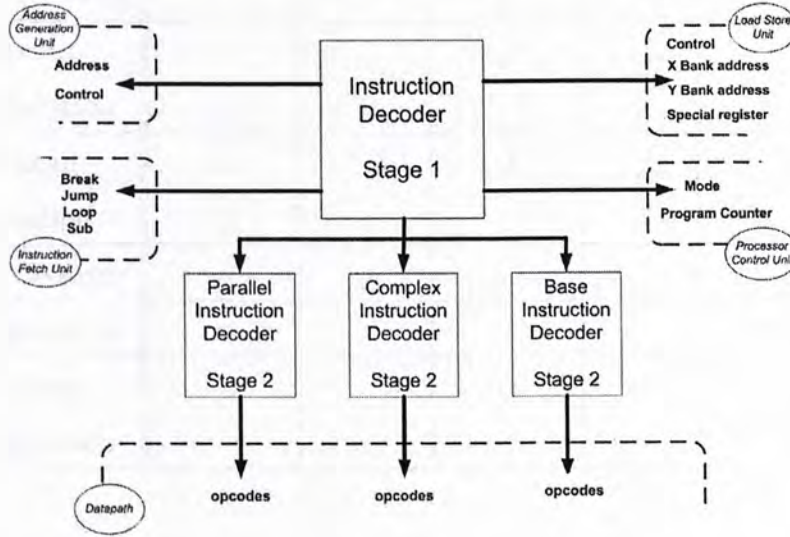 Address
Generation
Unit
Address
Control
Instruction
Decoder
Stage 1
Load Store
Unit
Control
X Bank address
Y Bank address
Special register
Break
Jump
Loop
Sub
Instruction
Fetch Unit
Mode
Program Counter
Processor
Control Unit
Parallel
Instruction
Decoder
Stage 2
Complex
Instruction
Decoder
Stage 2
Base
Instruction
Decoder
Stage 2
Datapath
opcodes
opcodes
opcodes